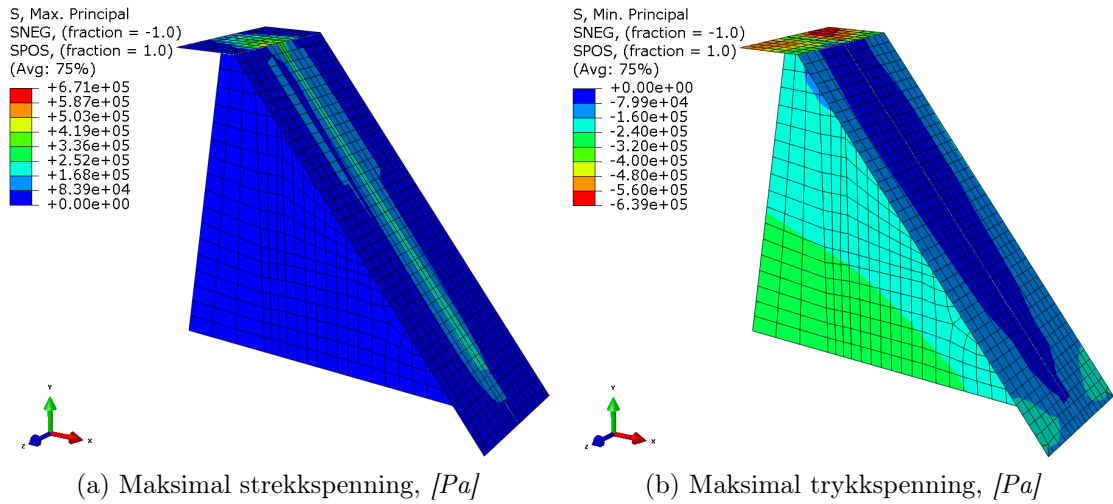 S, Max. Principal
SNEG, (fraction = -1.0)
SPOS, (fraction = 1.0)
(Avg: 75%)
+6.71e+05
+5.87e+05
+5.03e+05
+4.19e+05
+3.36e+05
+2.52e+05
+1.68e+05
+8.39e+04
+0.00e+00
Y
Z
X
(a) Maksimal strekkspenning, [Pa]
S, Min. Principal
SNEG, (fraction = -1.0)
SPOS, (fraction = 1.0)
(Avg: 75%)
+0.00e+00
-7.99e+04
-1.60e+05
-2.40e+05
-3.20e+05
-4.00e+05
-4.80e+05
-5.60e+05
-6.39e+05
Y
Z
X
(b) Maksimal trykkspenning, [Pa]